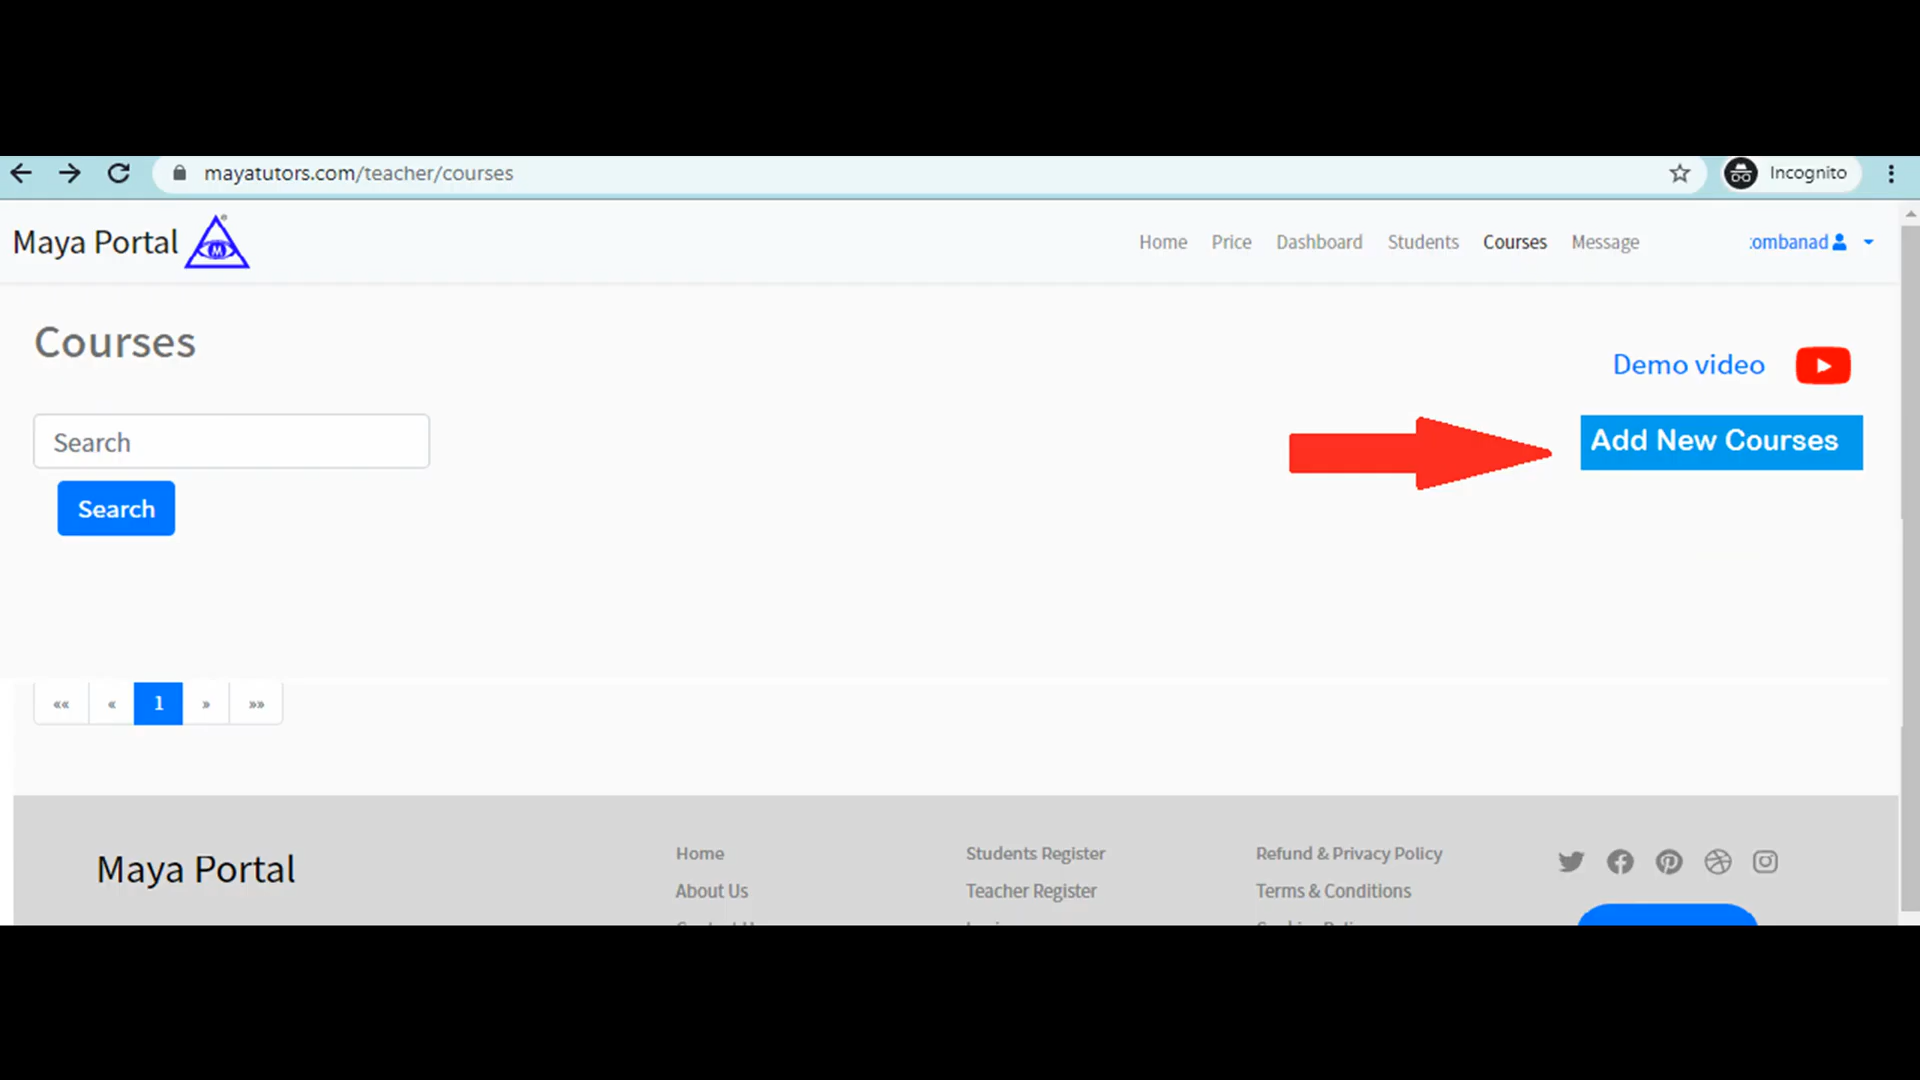 mayatutors.com/teacher/courses
Incognito
Maya Portal
M
Home Price Dashboard Students Courses Message
combanad
Courses
Demo video
Search
Add New Courses
Search
«« « 1 » »»
Maya Portal
Home
About Us
Students Register
Teacher Register
Refund & Privacy Policy
Terms & Conditions